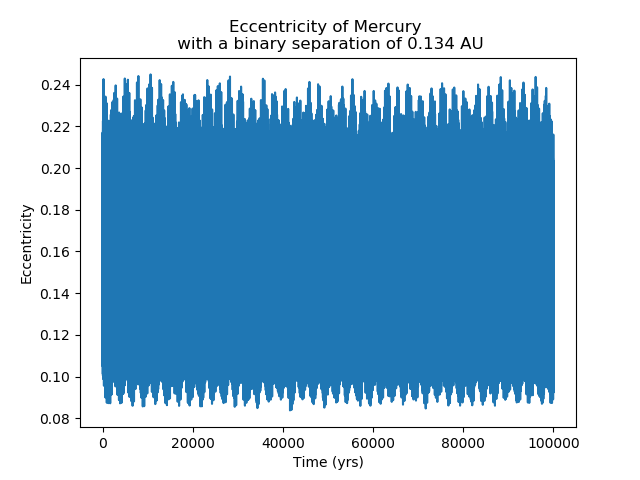 Eccentricity of Mercury
with a binary separation of 0.134 AU
0.24
0.22
0.20
0.18
0.16
0.14
0.12
0.10
0.08
Eccentricity
0 20000 40000 60000 80000 100000
Time (yrs)